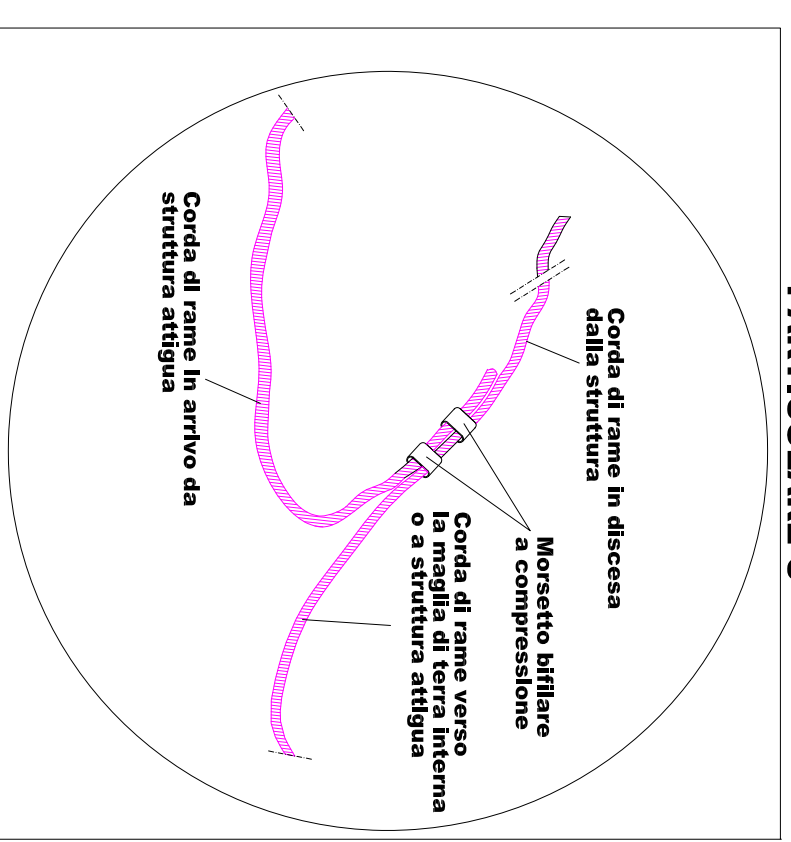 Corda di rame in discesa
dalla struttura
Morsetto bifilare
a compressione
Corda di rame verso
la maglia di terra interna
o a struttura attigua
Corda di rame in arrivo da
struttura attigua